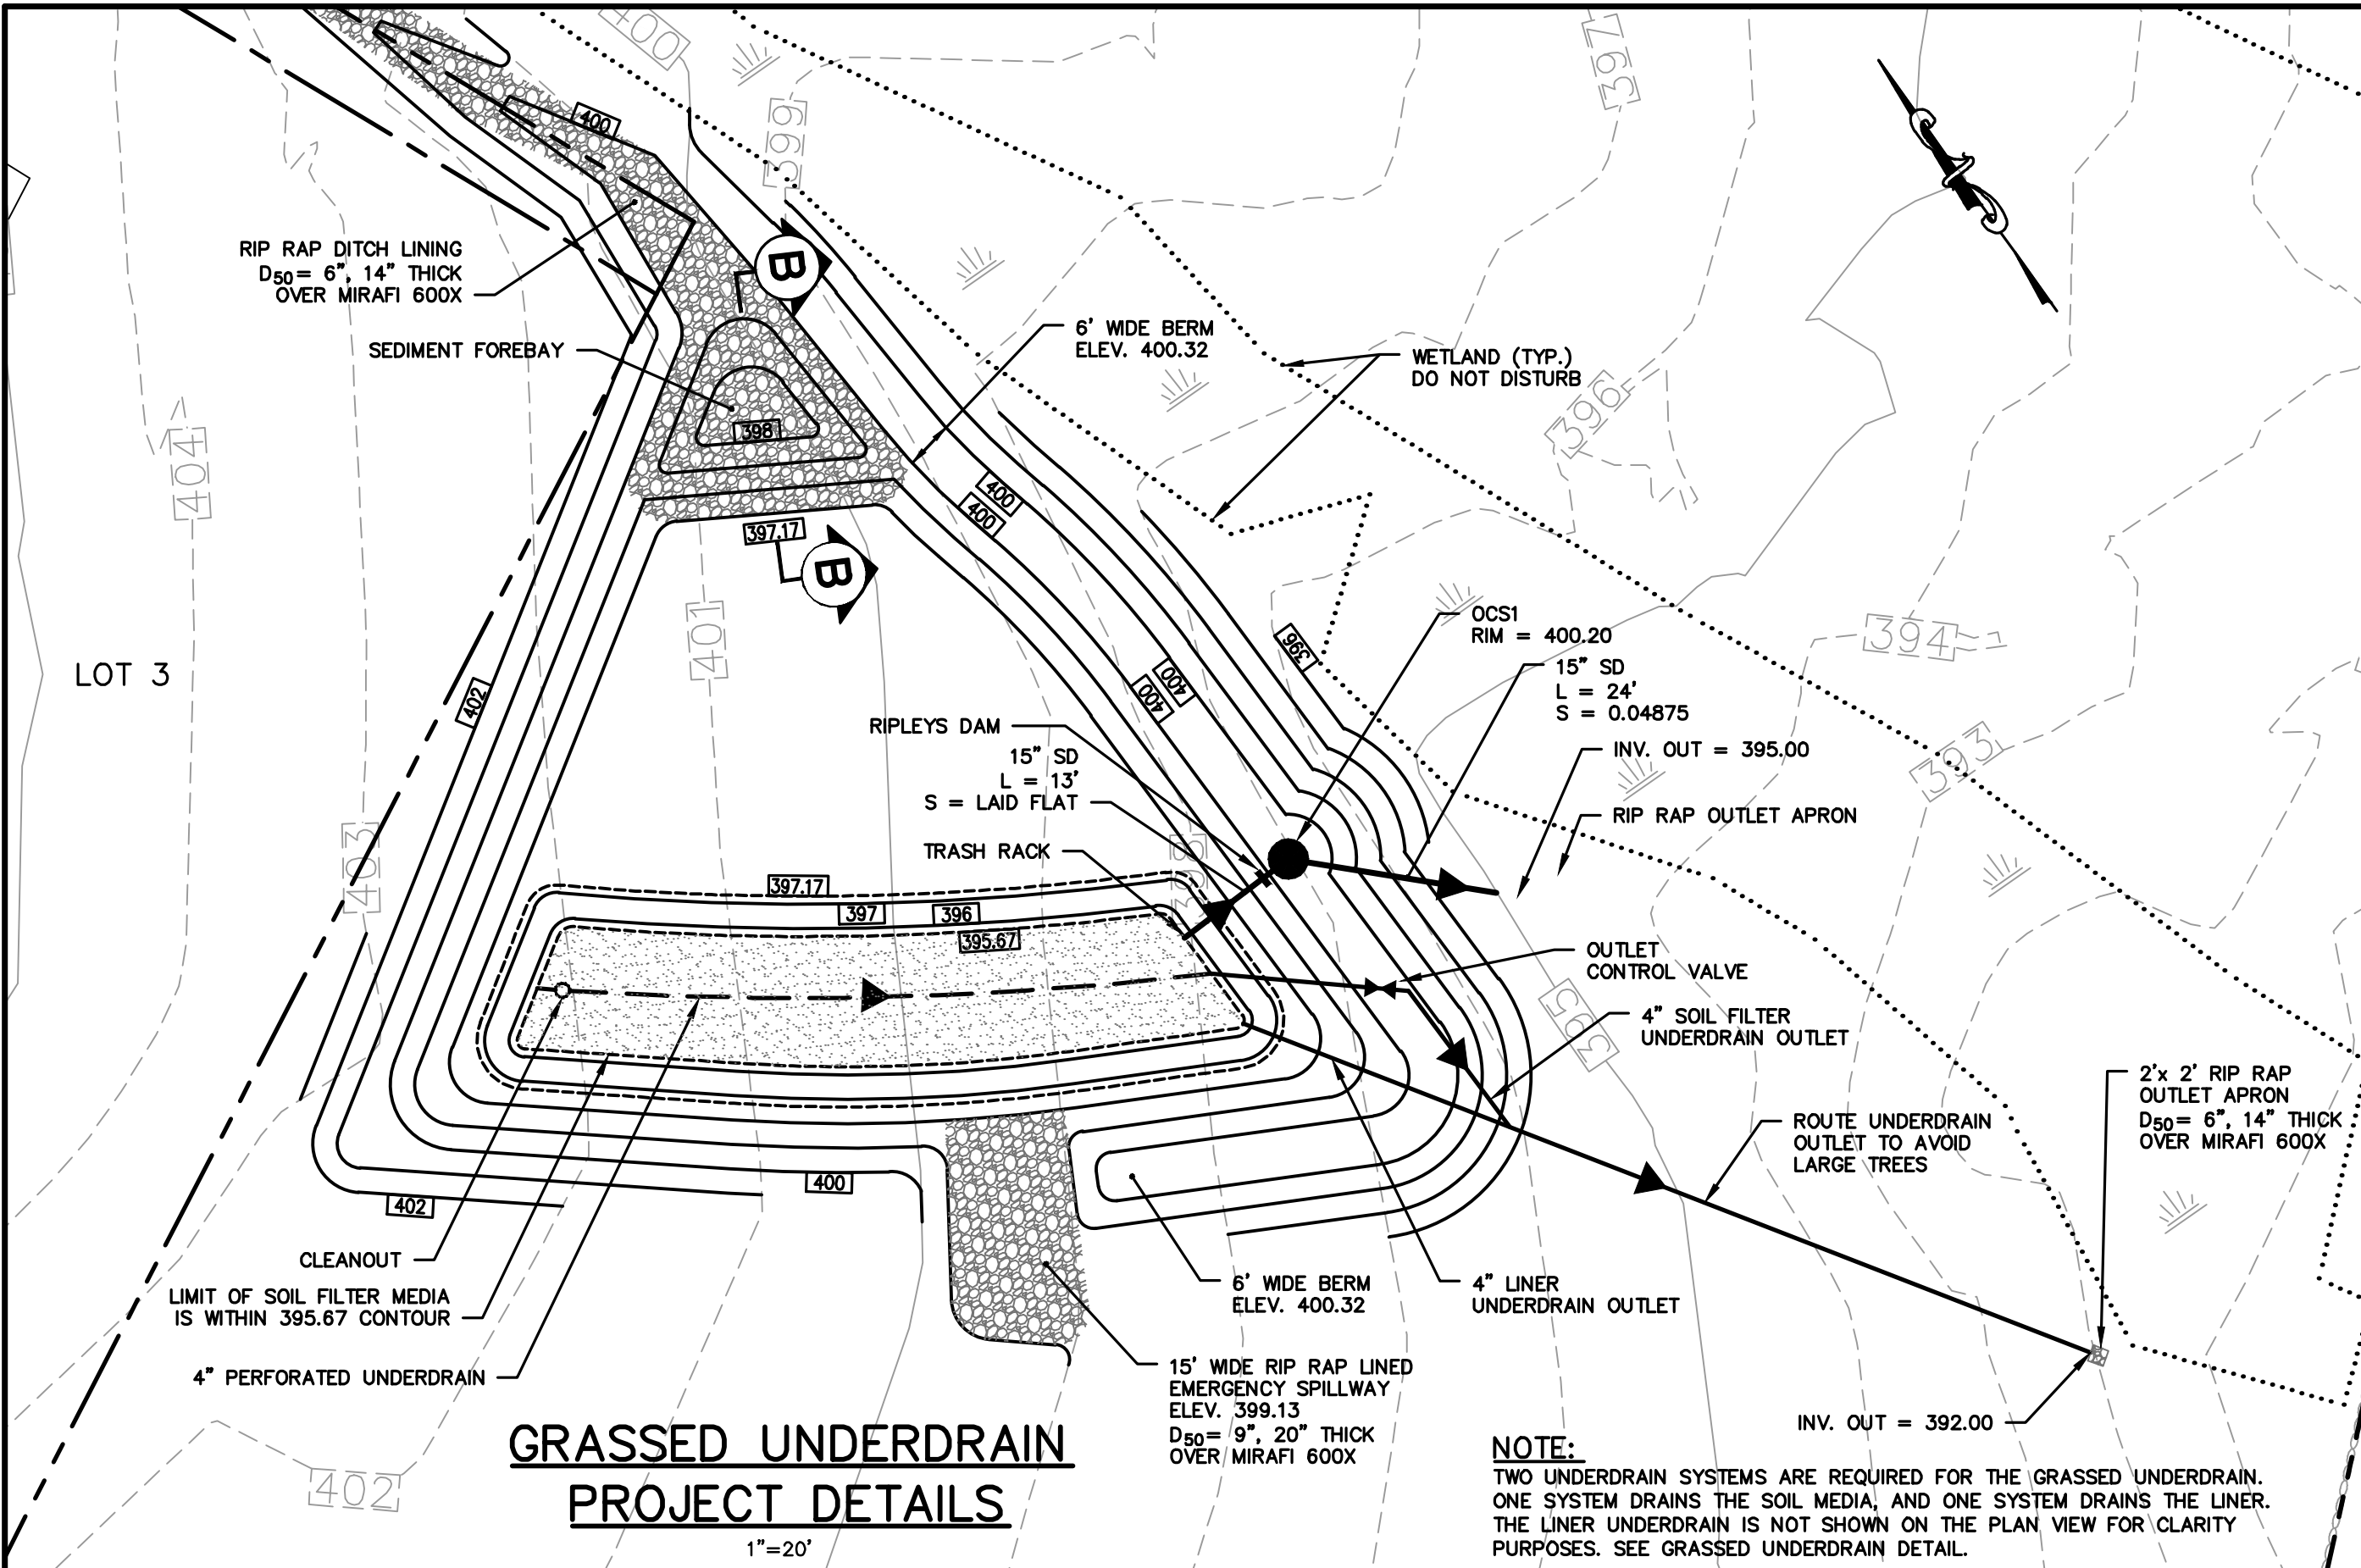 400
399
397
400
RIP RAP DITCH LINING
D50= 6", 14" THICK
OVER MIRAFI 600X
B
SEDIMENT FOREBAY
6' WIDE BERM
ELEV. 400.32
WETLAND (TYP.)
DO NOT DISTURB
396
398
404
400
400
397.17
B
401
OCS1
RIM = 400.20
396
394
LOT 3
402
400
400
15" SD
L = 24'
S = 0.04875
RIPLEYS DAM
15" SD
L = 13'
S = LAID FLAT
INV. OUT = 395.00
393
RIP RAP OUTLET APRON
TRASH RACK
403
398
397.17
397
396
395.67
OUTLET
CONTROL VALVE
395
4" SOIL FILTER
UNDERDRAIN OUTLET
2'x 2' RIP RAP
OUTLET APRON
D50= 6", 14" THICK
OVER MIRAFI 600X
ROUTE UNDERDRAIN
OUTLET TO AVOID
LARGE TREES
400
402
CLEANOUT
LIMIT OF SOIL FILTER MEDIA
IS WITHIN 395.67 CONTOUR
4" PERFORATED UNDERDRAIN
6' WIDE BERM
ELEV. 400.32
4" LINER
UNDERDRAIN OUTLET
15' WIDE RIP RAP LINED
EMERGENCY SPILLWAY
ELEV. 399.13
D50= 9", 20" THICK
OVER MIRAFI 600X
INV. OUT = 392.00
402
GRASSED UNDERDRAIN
PROJECT DETAILS
1"=20'
NOTE:
TWO UNDERDRAIN SYSTEMS ARE REQUIRED FOR THE GRASSED UNDERDRAIN.
ONE SYSTEM DRAINS THE SOIL MEDIA, AND ONE SYSTEM DRAINS THE LINER.
THE LINER UNDERDRAIN IS NOT SHOWN ON THE PLAN VIEW FOR CLARITY
PURPOSES. SEE GRASSED UNDERDRAIN DETAIL.